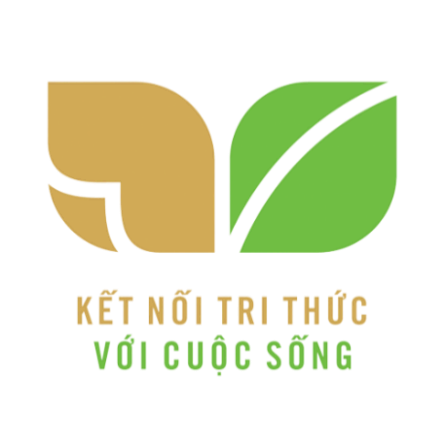 KẾT NỐI TRI THỨC
VỚI CUỘC SỐNG